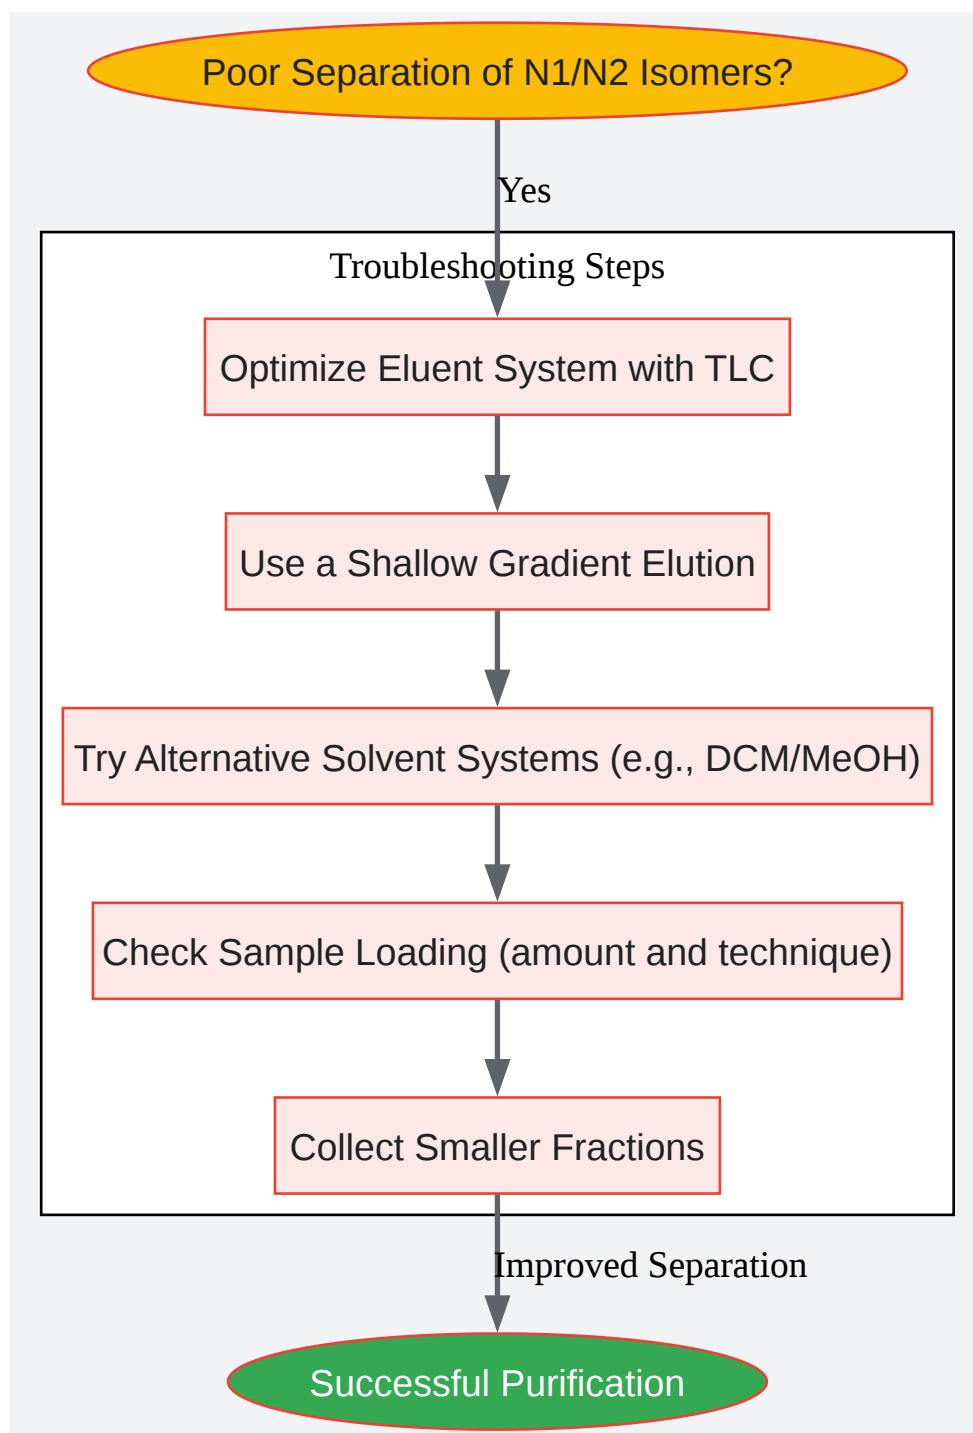 Poor Separation of N1/N2 Isomers?
Yes
Troubleshooting Steps
Optimize Eluent System with TLC
Use a Shallow Gradient Elution
Try Alternative Solvent Systems (e.g., DCM/MeOH)
Check Sample Loading (amount and technique)
Collect Smaller Fractions
Improved Separation
Successful Purification